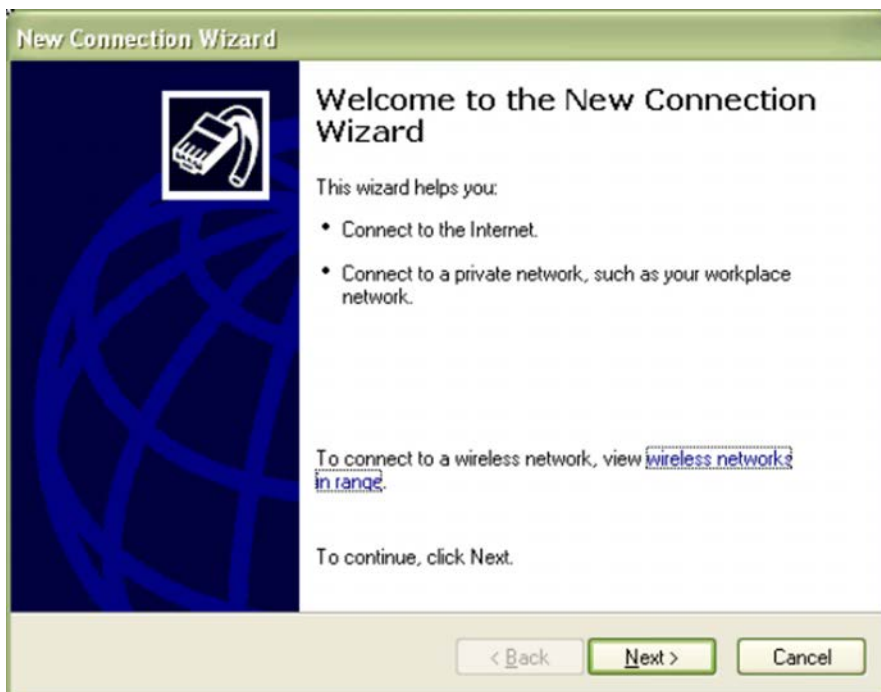 New Connection Wizard
Welcome to the New Connection
Wizard
This wizard helps you:
• Connect to the Internet.
• Connect to a private network, such as your workplace
network.
To connect to a wireless network, view wireless networks
in range.
To continue, click Next.
< Back Next > Cancel